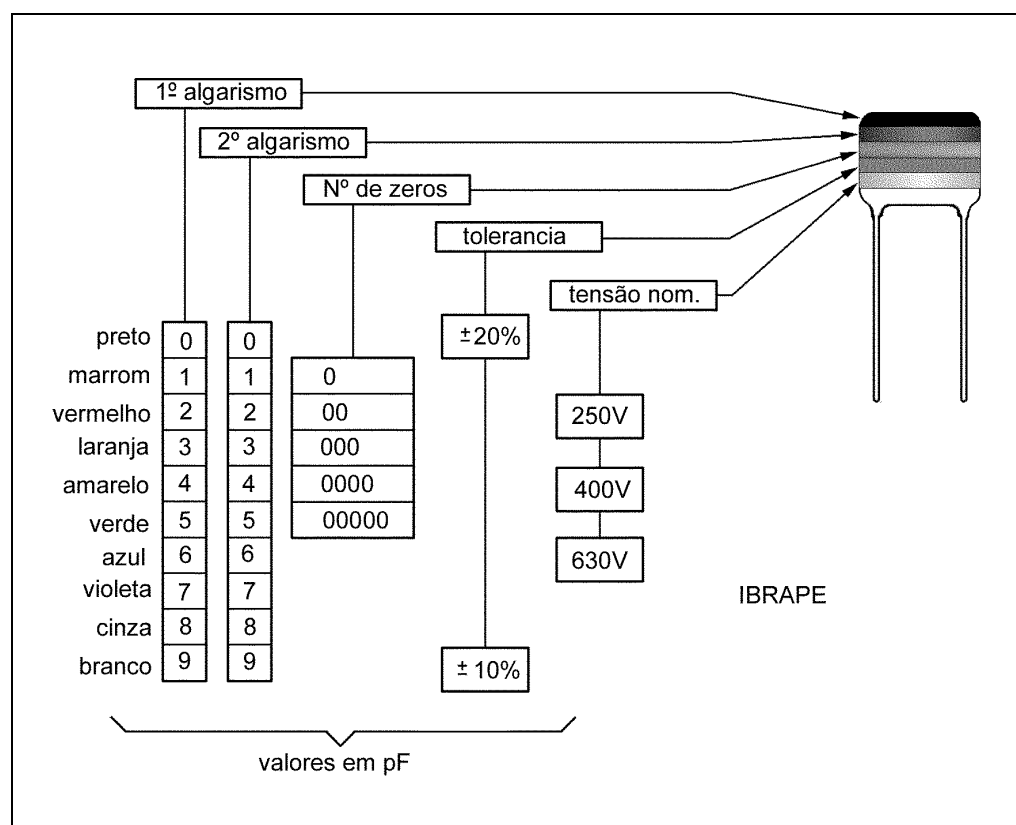 1º algarismo
2º algarismo
Nº de zeros
tolerancia
tensão nom.
preto 0 0 ±20%
marrom 1 1 0
vermelho 2 2 00 250V
laranja 3 3 000
amarelo 4 4 0000 400V
verde 5 5 00000
azul 6 6 630V
violeta 7 7
IBRAPE
cinza 8 8
branco 9 9 ± 10%
valores em pF